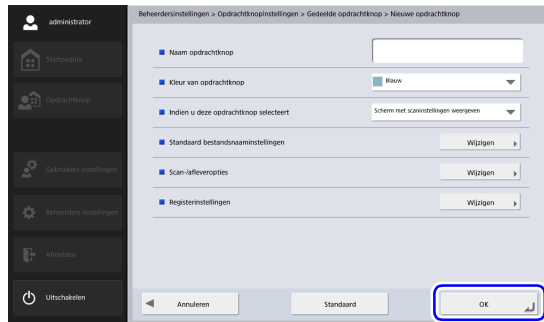 administrator
Beheerdersinstellingen > Opdrachtknopinstellingen > Gedeelde opdrachtknop > Nieuwe opdrachtknop
Startpagina
Opdrachtknop
Gebruikers instellingen
Beheerders instellingen
Afmelden
Uitschakelen
Naam opdrachtknop
Kleur van opdrachtknop
Blauw
Indien u deze opdrachtknop selecteert
Scherm met scaninstellingen weergeven
Standaard bestandsnaaminstellingen
Wijzigen
Scan-/afleveropties
Wijzigen
Registerinstellingen
Wijzigen
Annuleren
Standaard
OK